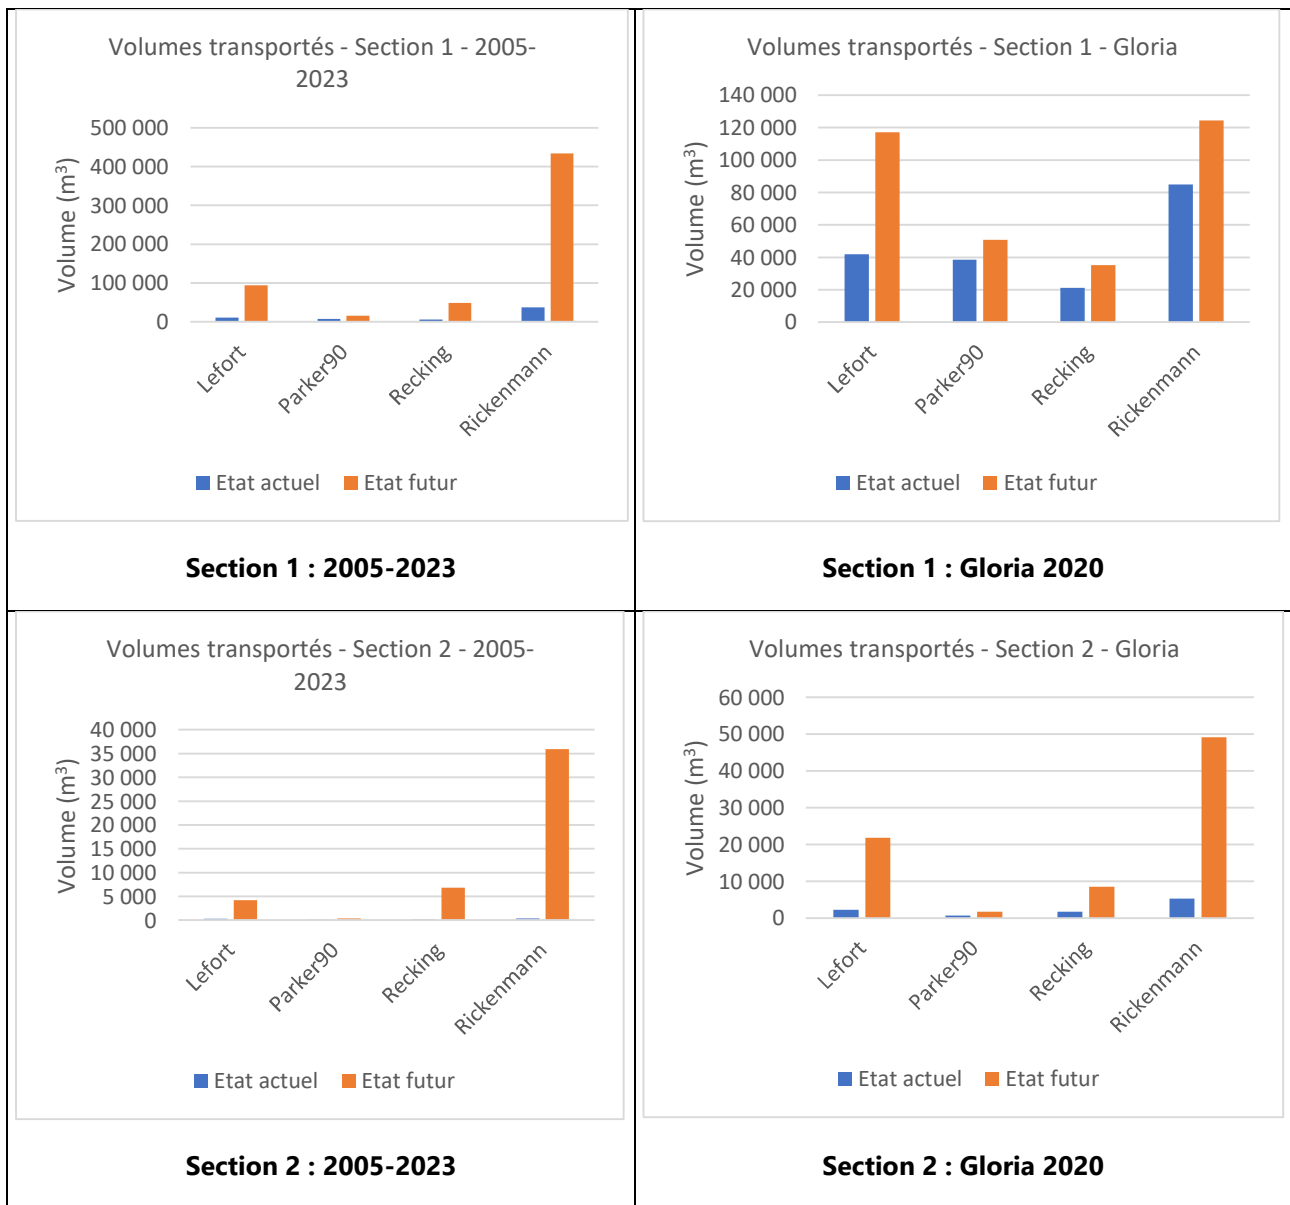 Volumes transportés - Section 1 - 2005-
2023
Volume (m³)
500 000
400 000
300 000
200 000
100 000
0
Lefort
Parker90
Recking
Rickenmann
Etat actuel
Etat futur
Section 1 : 2005-2023
Volumes transportés - Section 1 - Gloria
Volume (m³)
140 000
120 000
100 000
80 000
60 000
40 000
20 000
0
Lefort
Parker90
Recking
Rickenmann
Etat actuel
Etat futur
Section 1 : Gloria 2020
Volumes transportés - Section 2 - 2005-
2023
Volume (m³)
40 000
35 000
30 000
25 000
20 000
15 000
10 000
5 000
0
Lefort
Parker90
Recking
Rickenmann
Etat actuel
Etat futur
Section 2 : 2005-2023
Volumes transportés - Section 2 - Gloria
Volume (m³)
60 000
50 000
40 000
30 000
20 000
10 000
0
Lefort
Parker90
Recking
Rickenmann
Etat actuel
Etat futur
Section 2 : Gloria 2020